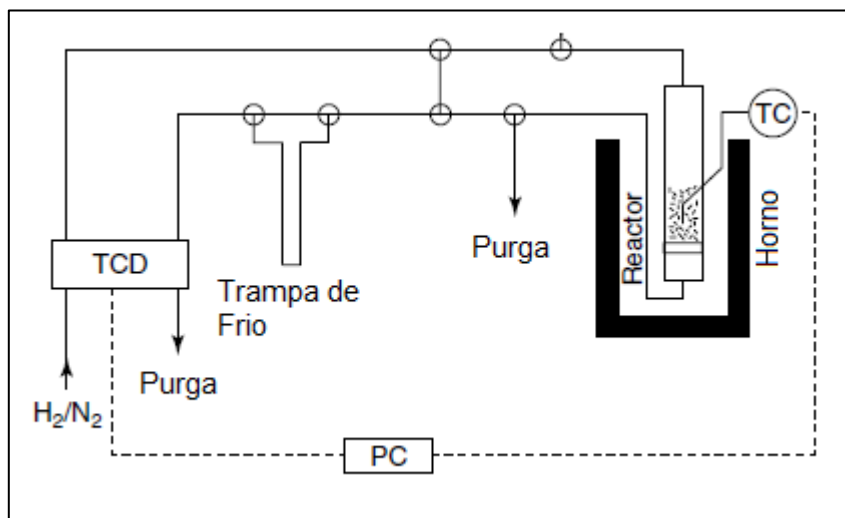 TC
Reactor
Horno
Purga
TCD
Trampa de
Frio
Purga
H₂/N₂
PC